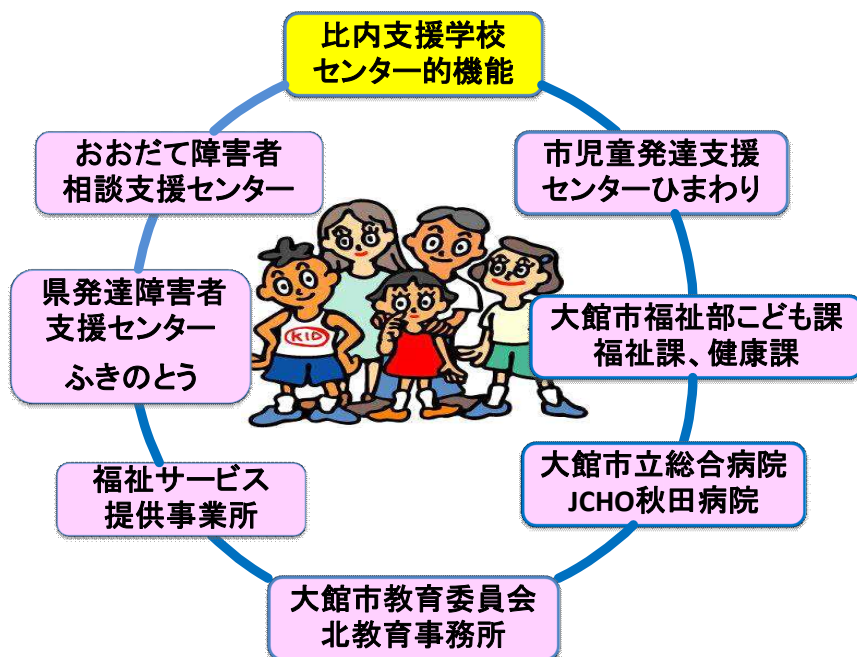 比内支援学校
センター的機能
おおだて障害者
相談支援センター
市児童発達支援
センターひまわり
県発達障害者
支援センター
ふきのとう
KID
大館市福祉部こども課
福祉課、健康課
福祉サービス
提供事業所
大館市立総合病院
JCHO秋田病院
大館市教育委員会
北教育事務所